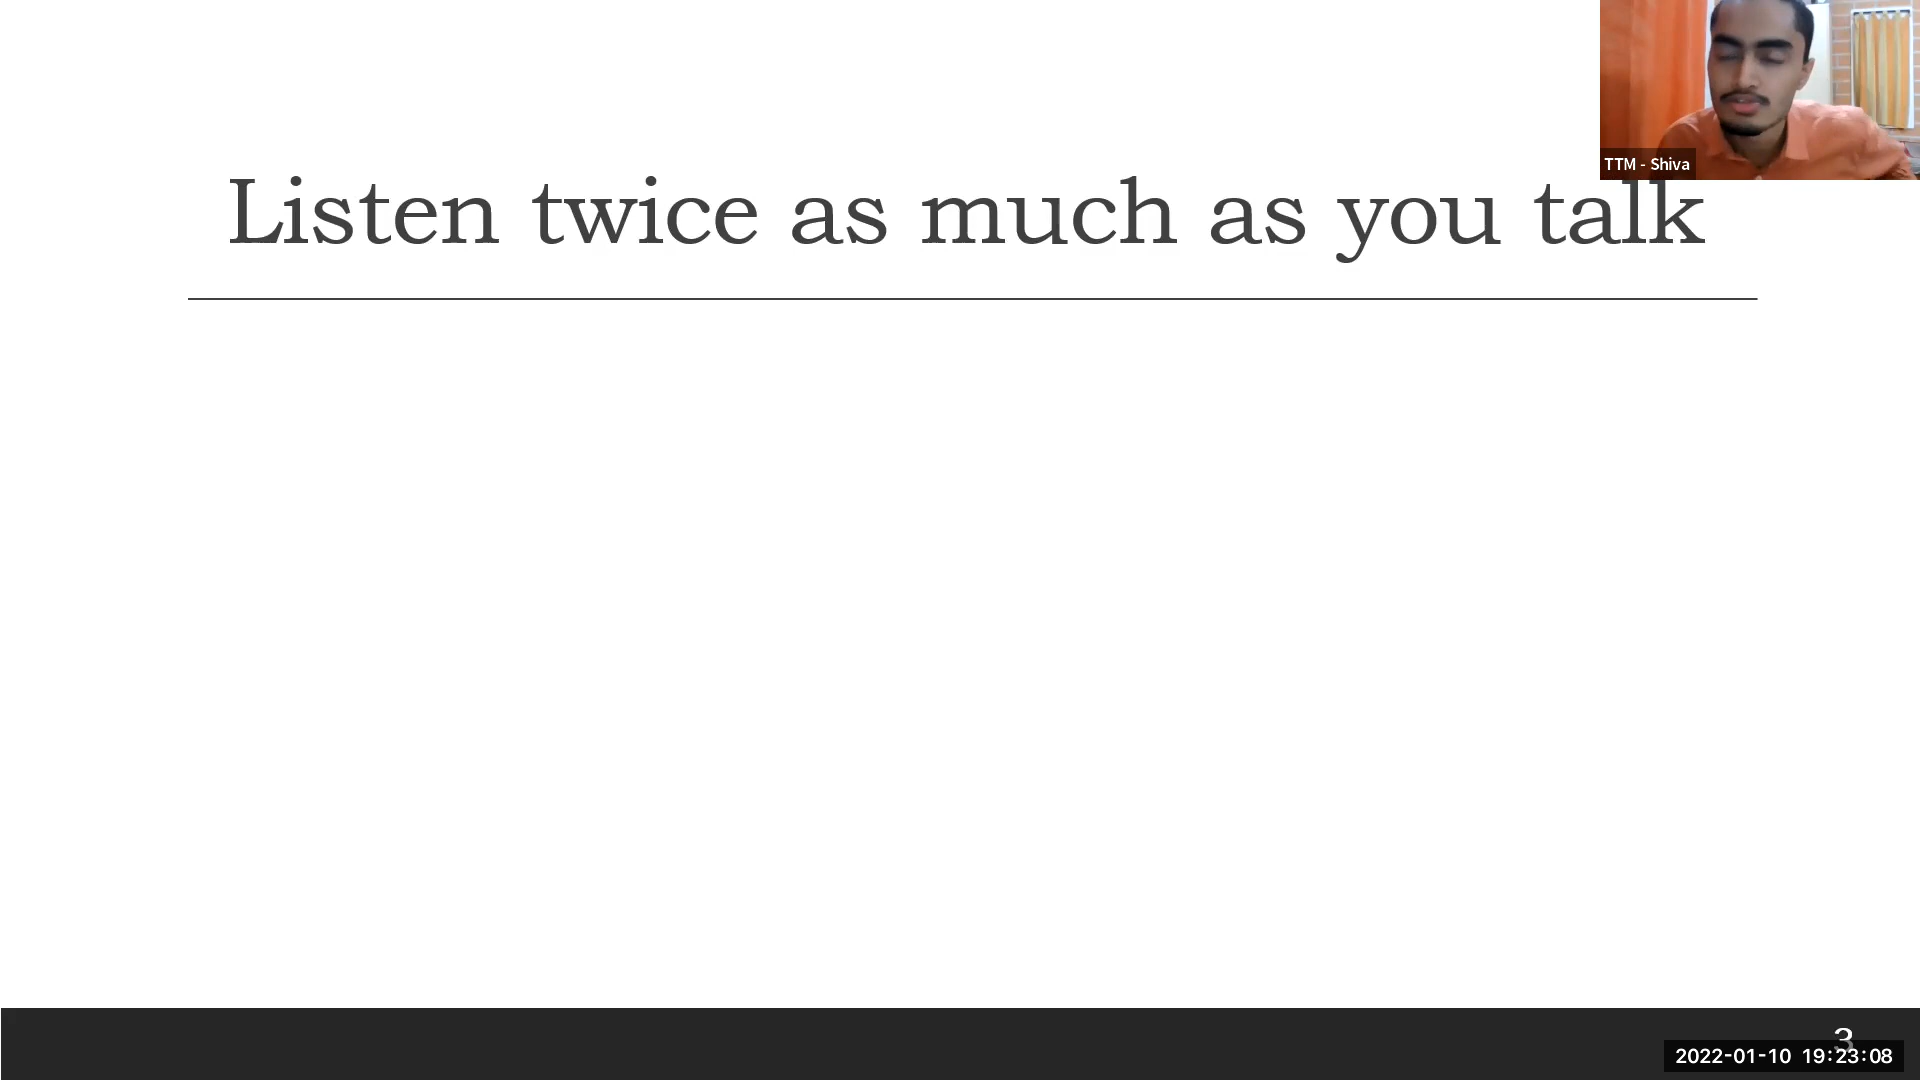 TTM - Shiva
Listen twice as much as you talk
3
2022-01-10 19:23:08